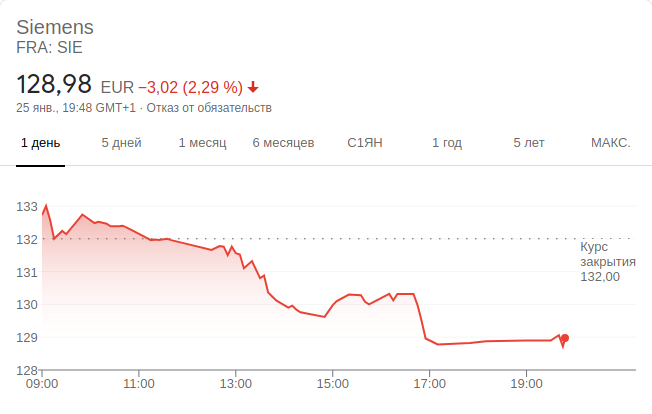 Siemens
FRA: SIE
128,98 EUR −3,02 (2,29 %)
25 янв., 19:48 GMT+1 · Отказ от обязательств
1 день 5 дней 1 месяц 6 месяцев С1ЯН 1 год 5 лет МАКС.
133
132
Курс
закрытия
132,00
131
130
129
128
09:00 11:00 13:00 15:00 17:00 19:00